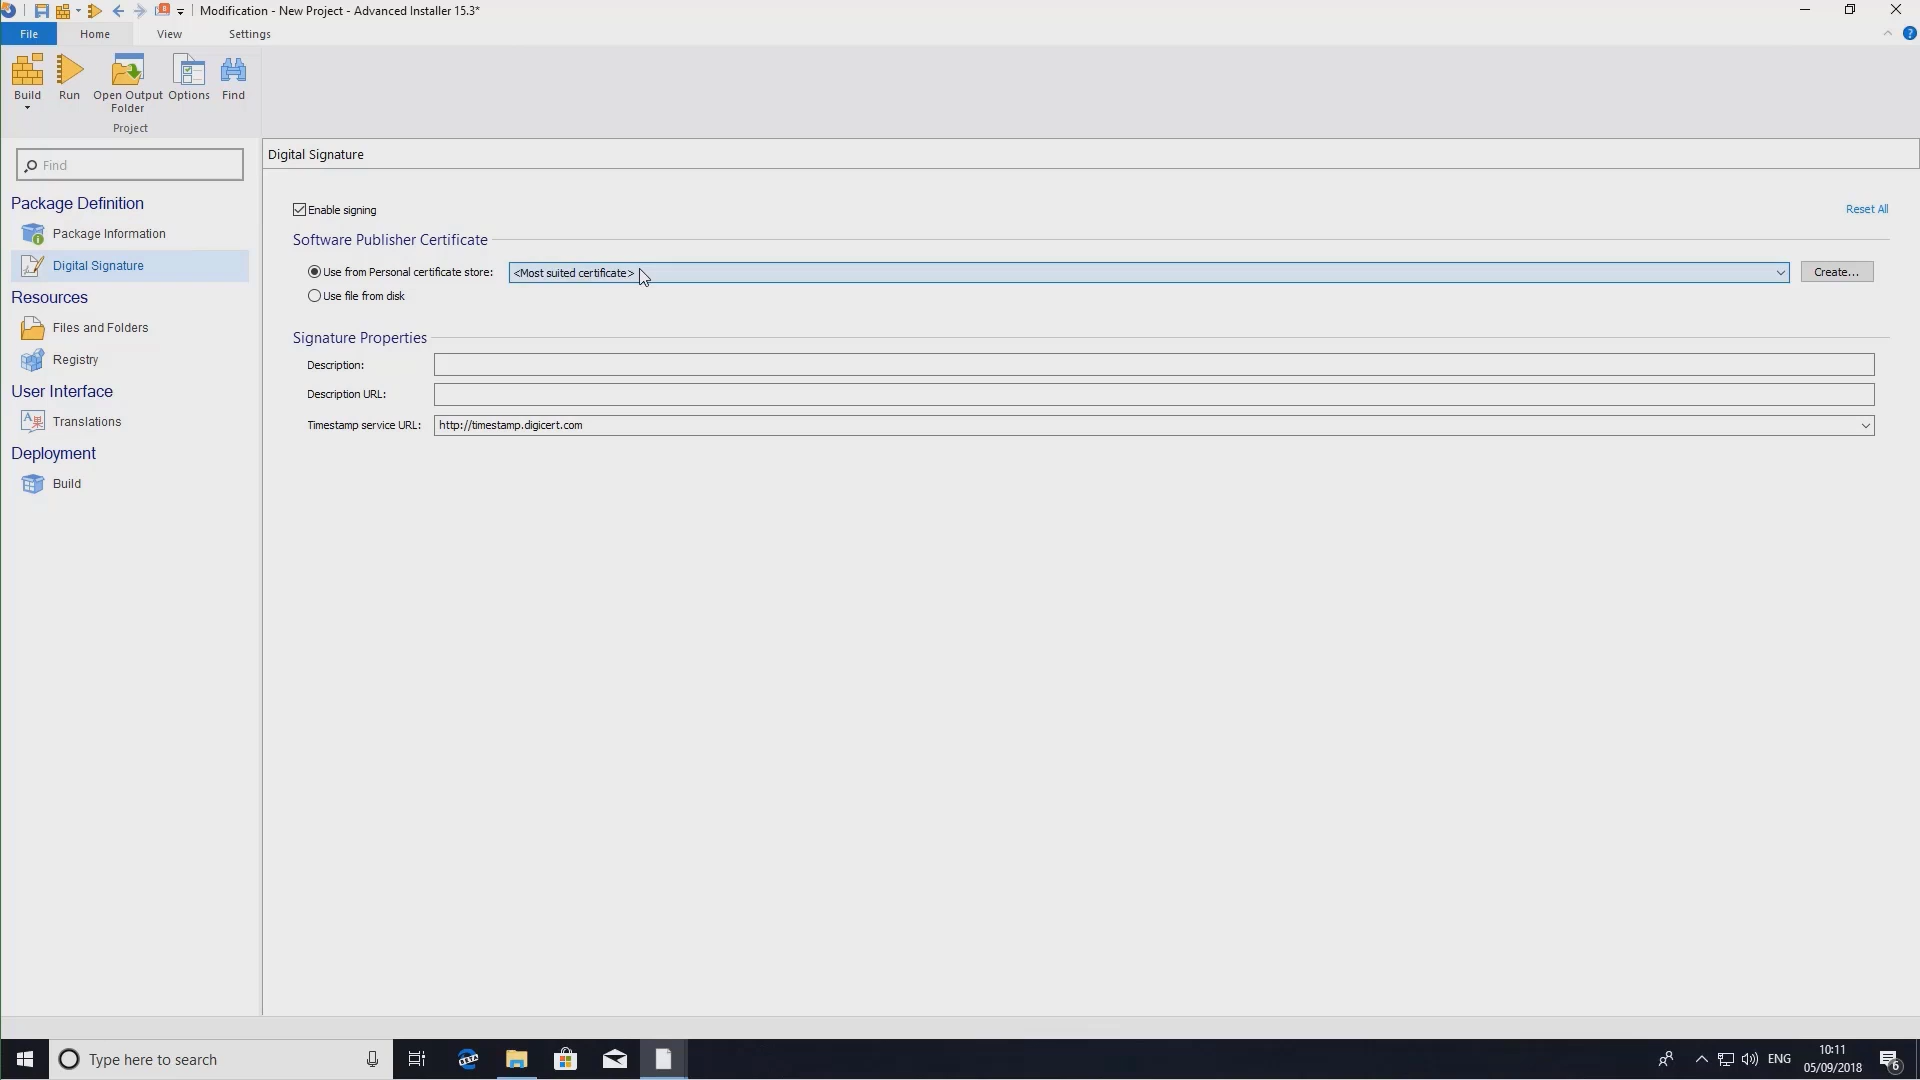 Modification - New Project - Advanced Installer 15.3*
File Home View Settings
Build Run Open Output Folder Options Find
Project
Find
Package Definition
Package Information
Digital Signature
Resources
Files and Folders
Registry
User Interface
Translations
Deployment
Build
Digital Signature
Enable signing
Reset All
Software Publisher Certificate
Use from Personal certificate store: <Most suited certificate> Create...
Use file from disk
Signature Properties
Description:
Description URL:
Timestamp service URL: http://timestamp.digicert.com
Type here to search
BETA
ENG
10:11
05/09/2018
6